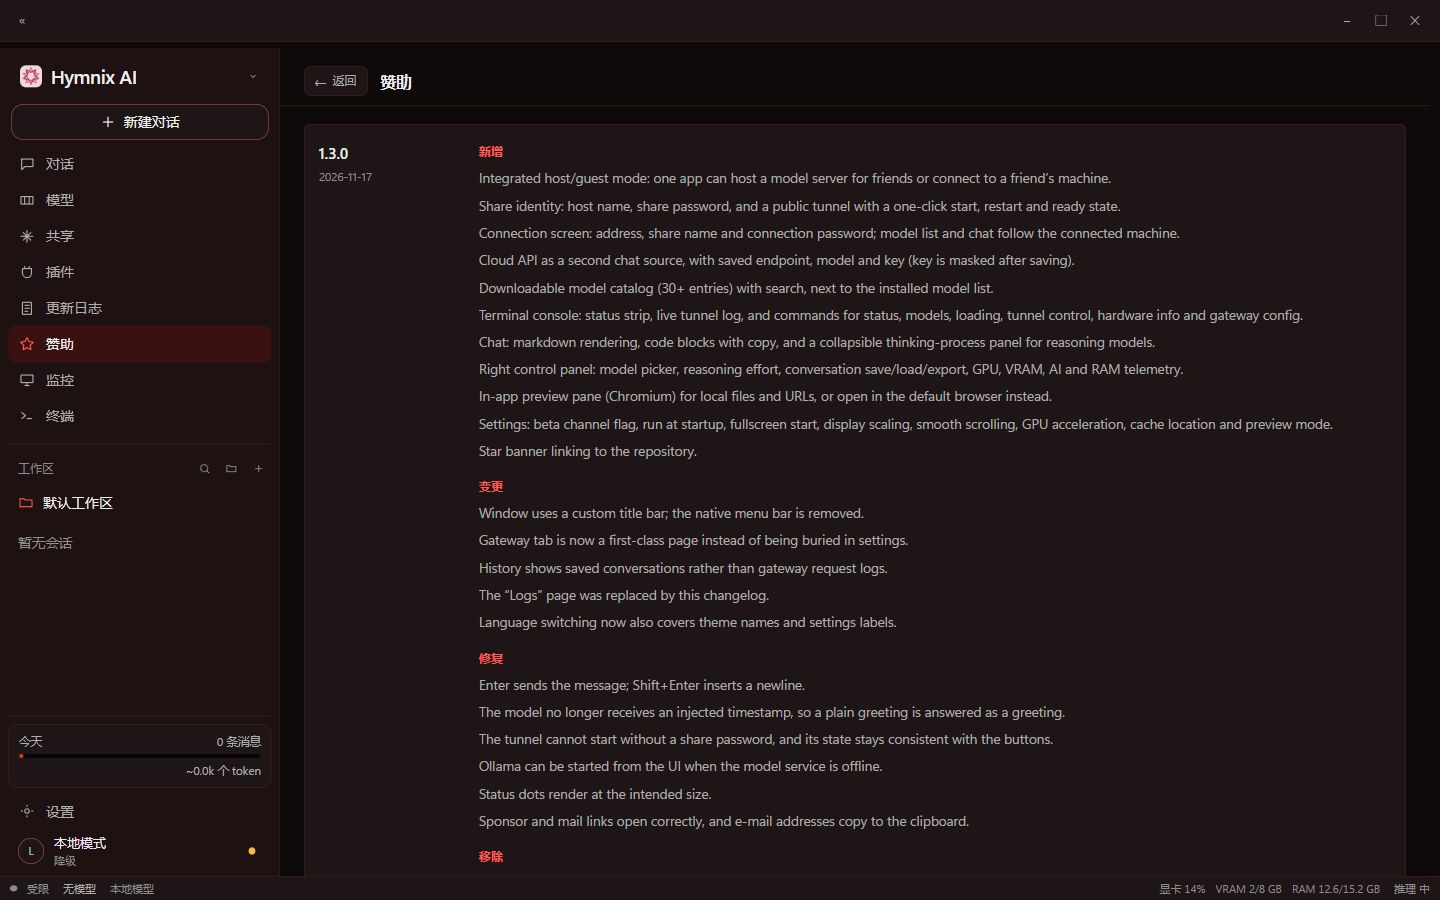 «
Hymnix AI
+ 新建对话
对话
模型
共享
插件
更新日志
赞助
监控
终端
工作区
默认工作区
暂无会话
今天 0 条消息
~0.0k 个 token
设置
L 本地模式
降级
← 返回 赞助
1.3.0
2026-11-17
新增
Integrated host/guest mode: one app can host a model server for friends or connect to a friend's machine.
Share identity: host name, share password, and a public tunnel with a one-click start, restart and ready state.
Connection screen: address, share name and connection password; model list and chat follow the connected machine.
Cloud API as a second chat source, with saved endpoint, model and key (key is masked after saving).
Downloadable model catalog (30+ entries) with search, next to the installed model list.
Terminal console: status strip, live tunnel log, and commands for status, models, loading, tunnel control, hardware info and gateway config.
Chat: markdown rendering, code blocks with copy, and a collapsible thinking-process panel for reasoning models.
Right control panel: model picker, reasoning effort, conversation save/load/export, GPU, VRAM, AI and RAM telemetry.
In-app preview pane (Chromium) for local files and URLs, or open in the default browser instead.
Settings: beta channel flag, run at startup, fullscreen start, display scaling, smooth scrolling, GPU acceleration, cache location and preview mode.
Star banner linking to the repository.
变更
Window uses a custom title bar; the native menu bar is removed.
Gateway tab is now a first-class page instead of being buried in settings.
History shows saved conversations rather than gateway request logs.
The “Logs” page was replaced by this changelog.
Language switching now also covers theme names and settings labels.
修复
Enter sends the message; Shift+Enter inserts a newline.
The model no longer receives an injected timestamp, so a plain greeting is answered as a greeting.
The tunnel cannot start without a share password, and its state stays consistent with the buttons.
Ollama can be started from the UI when the model service is offline.
Status dots render at the intended size.
Sponsor and mail links open correctly, and e-mail addresses copy to the clipboard.
移除
受限 无模型 本地模型
显卡 14% VRAM 2/8 GB RAM 12.6/15.2 GB 推理 中